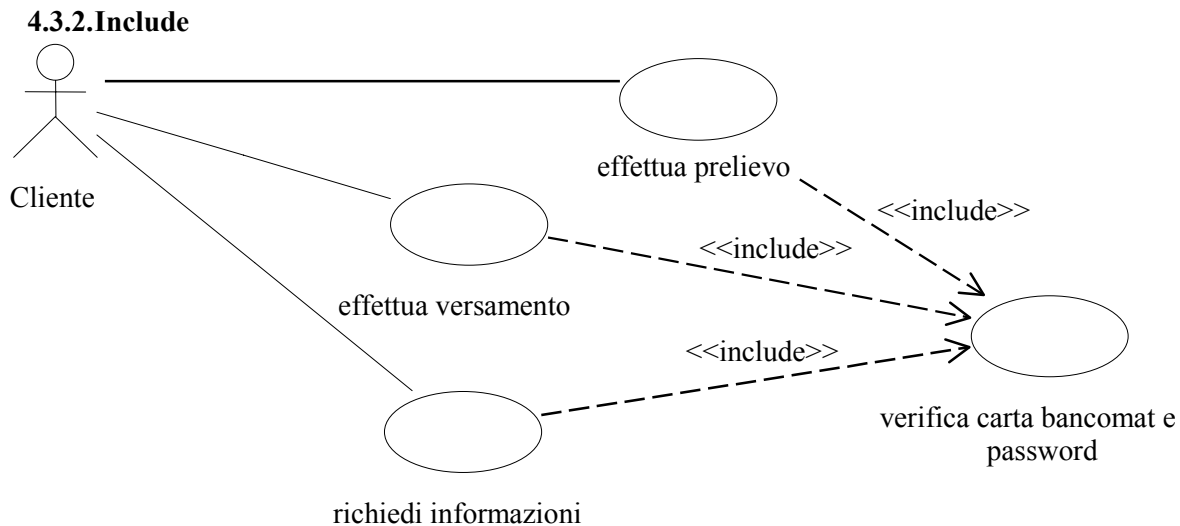 4.3.2.Include
Cliente
effettua prelievo
<<include>>
<<include>>
effettua versamento
<<include>>
verifica carta bancomat e
password
richiedi informazioni